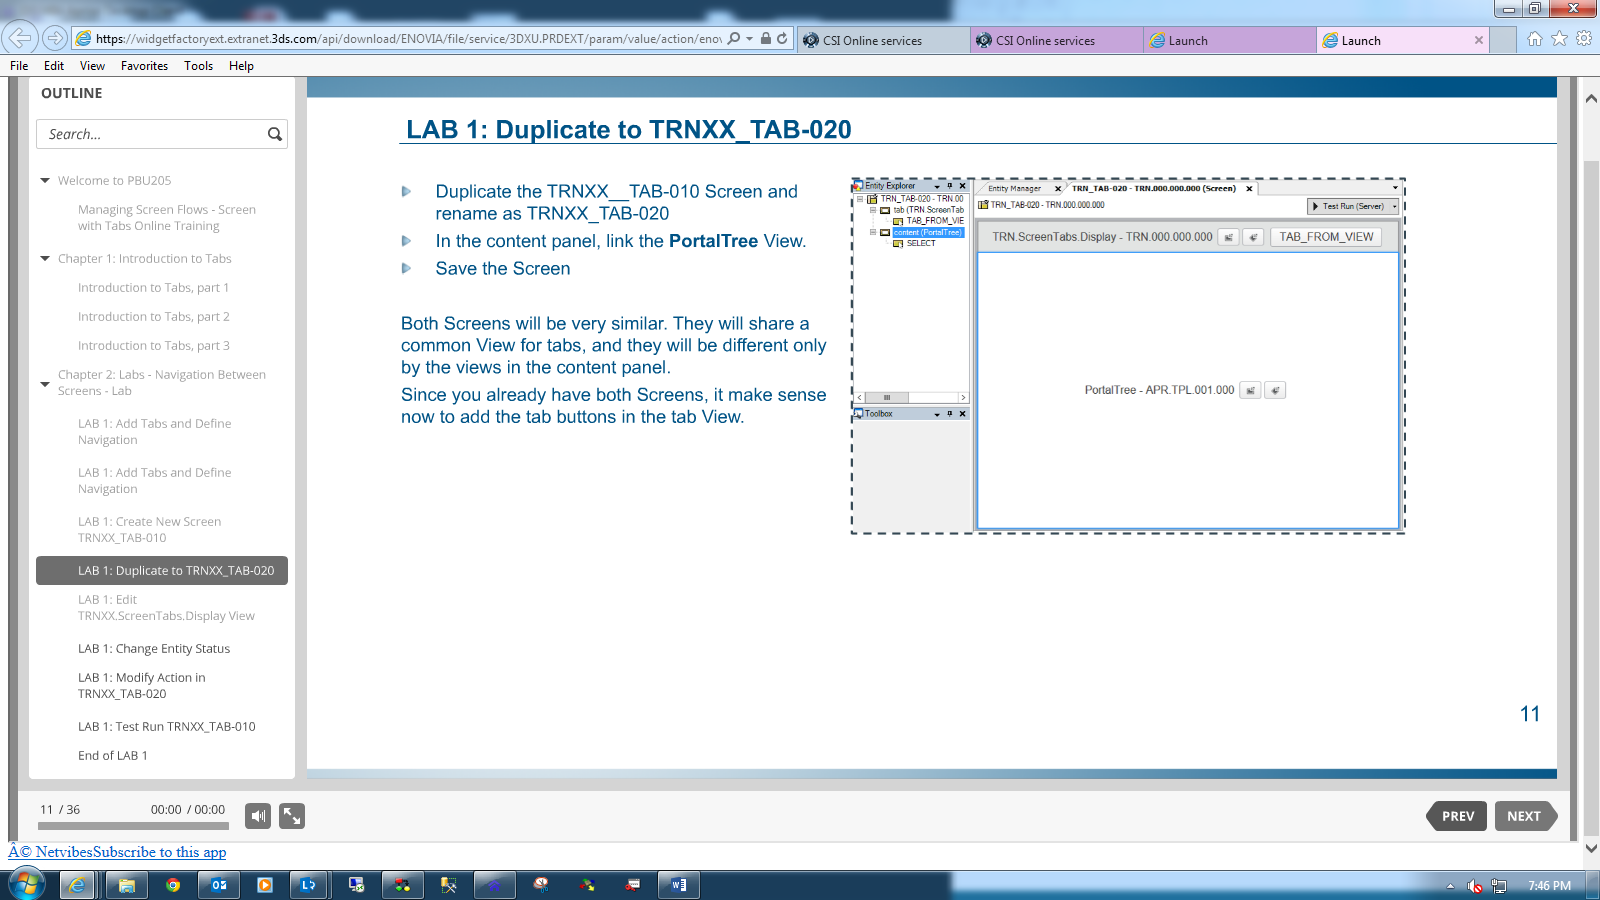 https://widgetfactoryext.extranet.3ds.com/api/download/ENOVIA/file/service/3DXU.PRDEXT/param/value/action/enov
CSI Online services
CSI Online services
Launch
Launch
File Edit View Favorites Tools Help
OUTLINE
Search...
Welcome to PBU205
Managing Screen Flows - Screen
with Tabs Online Training
Chapter 1: Introduction to Tabs
Introduction to Tabs, part 1
Introduction to Tabs, part 2
Introduction to Tabs, part 3
Chapter 2: Labs - Navigation Between
Screens - Lab
LAB 1: Add Tabs and Define
Navigation
LAB 1: Add Tabs and Define
Navigation
LAB 1: Create New Screen
TRNXX_TAB-010
LAB 1: Duplicate to TRNXX_TAB-020
LAB 1: Edit
TRNXX.ScreenTabs.Display View
LAB 1: Change Entity Status
LAB 1: Modify Action in
TRNXX_TAB-020
LAB 1: Test Run TRNXX_TAB-010
End of LAB 1
LAB 1: Duplicate to TRNXX_TAB-020
Duplicate the TRNXX__TAB-010 Screen and
rename as TRNXX_TAB-020
In the content panel, link the PortalTree View.
Save the Screen
Both Screens will be very similar. They will share a
common View for tabs, and they will be different only
by the views in the content panel.
Since you already have both Screens, it make sense
now to add the tab buttons in the tab View.
Entity Explorer
TRN_TAB-020 - TRN.00
tab (TRN.ScreenTab
TAB_FROM_VIE
content (PortalTree)
SELECT
Toolbox
Entity Manager
TRN_TAB-020 - TRN.000.000.000 (Screen)
TRN_TAB-020 - TRN.000.000.000
Test Run (Server)
TRN.ScreenTabs.Display - TRN.000.000.000
TAB_FROM_VIEW
PortalTree - APR.TPL.001.000
11
11 / 36
00:00 / 00:00
PREV
NEXT
Â© NetvibesSubscribe to this app
7:46 PM